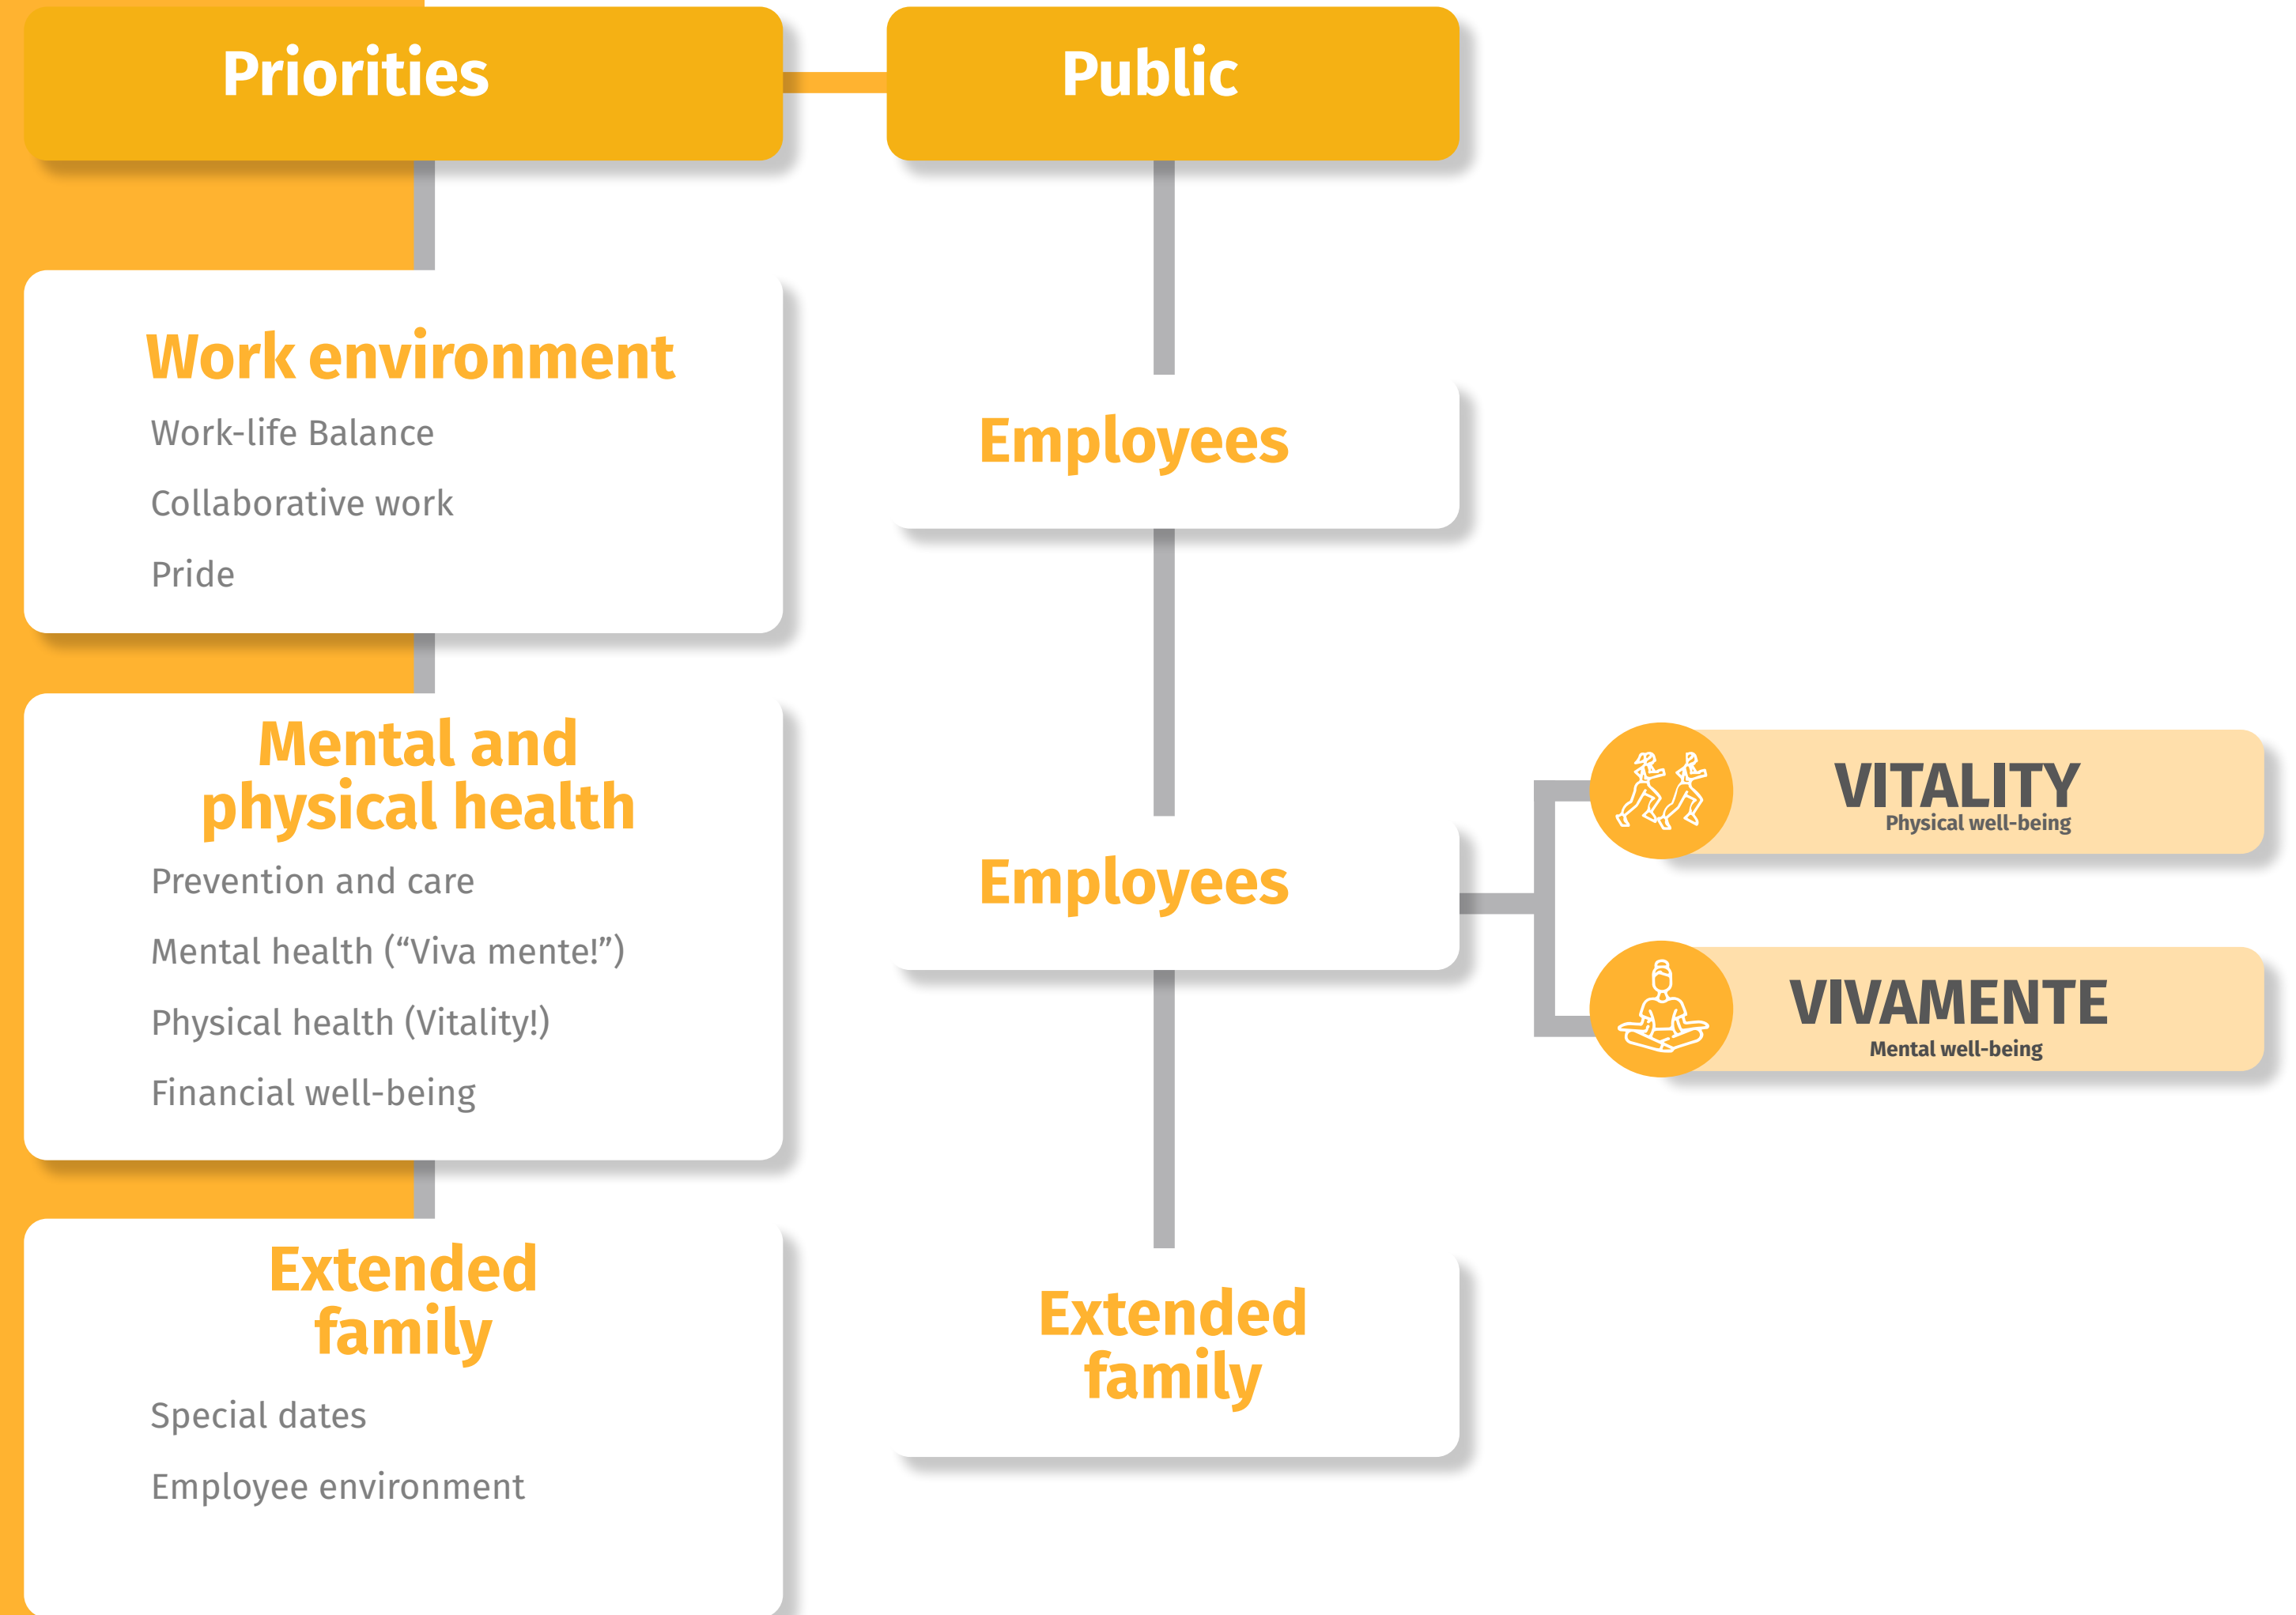 Priorities
Public
Work environment
Work-life Balance
Collaborative work
Pride
Employees
Mental and
physical health
Prevention and care
Mental health (“Viva mente!”)
Physical health (Vitality!)
Financial well-being
Employees
VITALITY
Physical well-being
VIVAMENTE
Mental well-being
Extended
family
Special dates
Employee environment
Extended
family